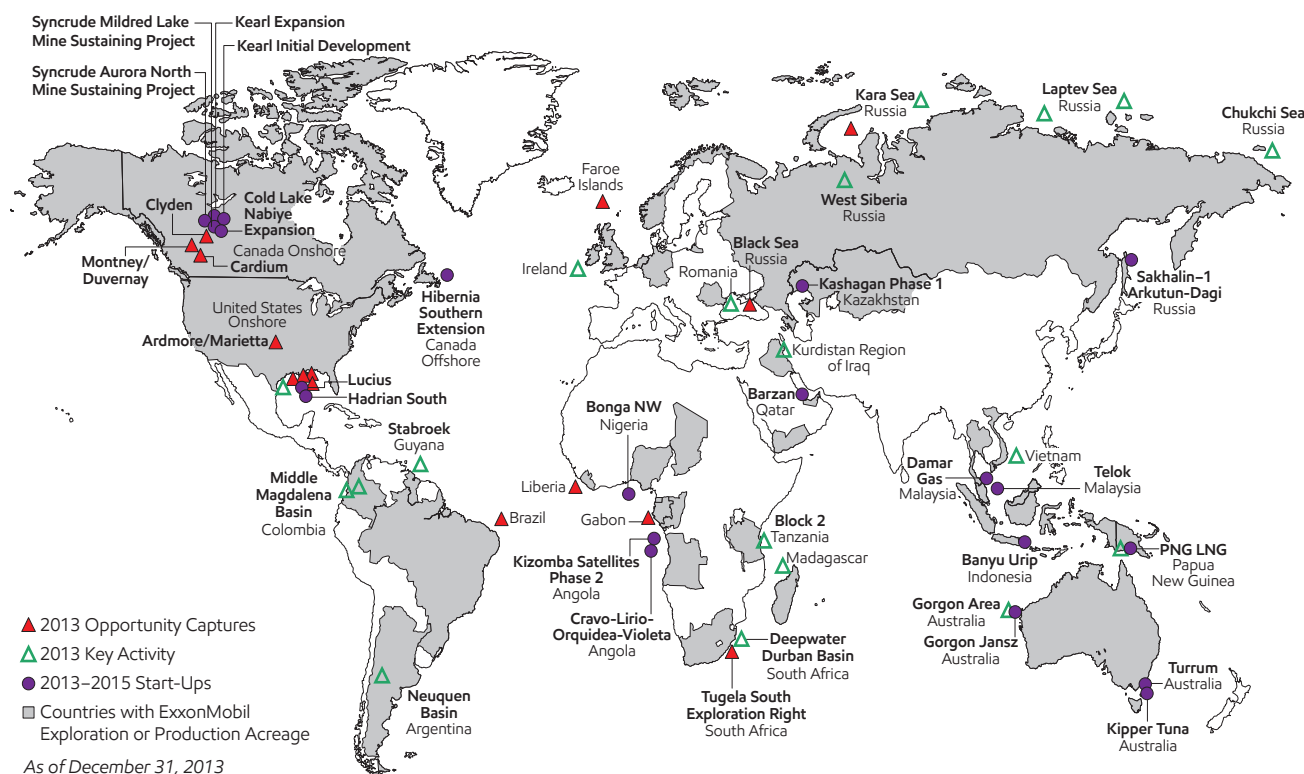 Syncrude Mildred Lake
Mine Sustaining Project
Kearl Expansion
Kearl Initial Development
Syncrude Aurora North
Mine Sustaining Project
Clyden
Cold Lake
Nabiye
Expansion
Canada Onshore
Montney/
Duvernay
Cardium
United States
Onshore
Ardmore/Marietta
Hibernia
Southern
Extension
Canada
Offshore
Lucius
Hadrian South
Stabroek
Guyana
Middle
Magdalena
Basin
Colombia
Brazil
Neuquen
Basin
Argentina
Faroe
Islands
Ireland
Romania
Black Sea
Russia
Kara Sea
Russia
Laptev Sea
Russia
Chukchi Sea
Russia
West Siberia
Russia
Kashagan Phase 1
Kazakhstan
Sakhalin–1
Arkutun-Dagi
Russia
Kurdistan Region
of Iraq
Barzan
Qatar
Bonga NW
Nigeria
Liberia
Gabon
Kizomba Satellites
Phase 2
Angola
Cravo-Lirio-
Orquidea-Violeta
Angola
Block 2
Tanzania
Madagascar
Deepwater
Durban Basin
South Africa
Tugela South
Exploration Right
South Africa
Vietnam
Damar
Gas
Malaysia
Telok
Malaysia
Banyu Urip
Indonesia
PNG LNG
Papua
New Guinea
Gorgon Area
Australia
Gorgon Jansz
Australia
Turrum
Australia
Kipper Tuna
Australia
2013 Opportunity Captures
2013 Key Activity
2013–2015 Start-Ups
Countries with ExxonMobil
Exploration or Production Acreage
As of December 31, 2013